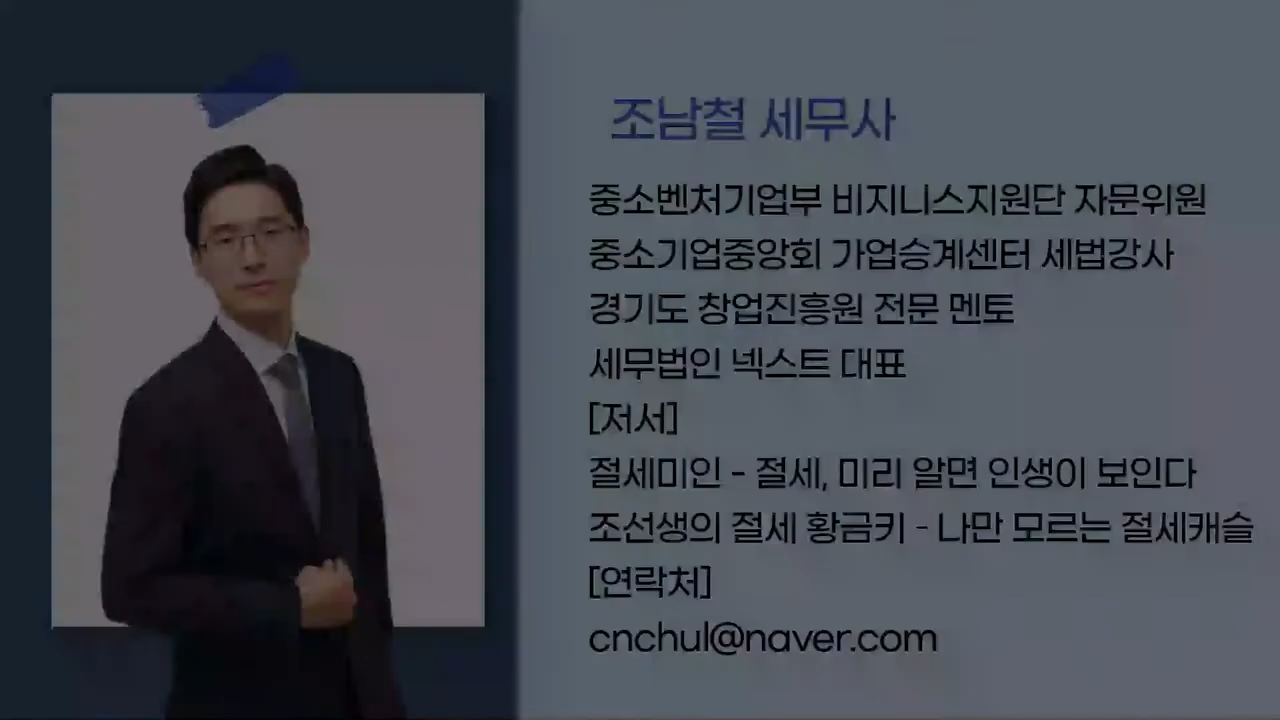 조남철 세무사
중소벤처기업부 비지니스지원단 자문위원
중소기업중앙회 가업승계센터 세법강사
경기도 창업진흥원 전문 멘토
세무법인 넥스트 대표
[저서]
절세미인 - 절세, 미리 알면 인생이 보인다
조선생의 절세 황금키 - 나만 모르는 절세캐슬
[연락처]
cnchul@naver.com